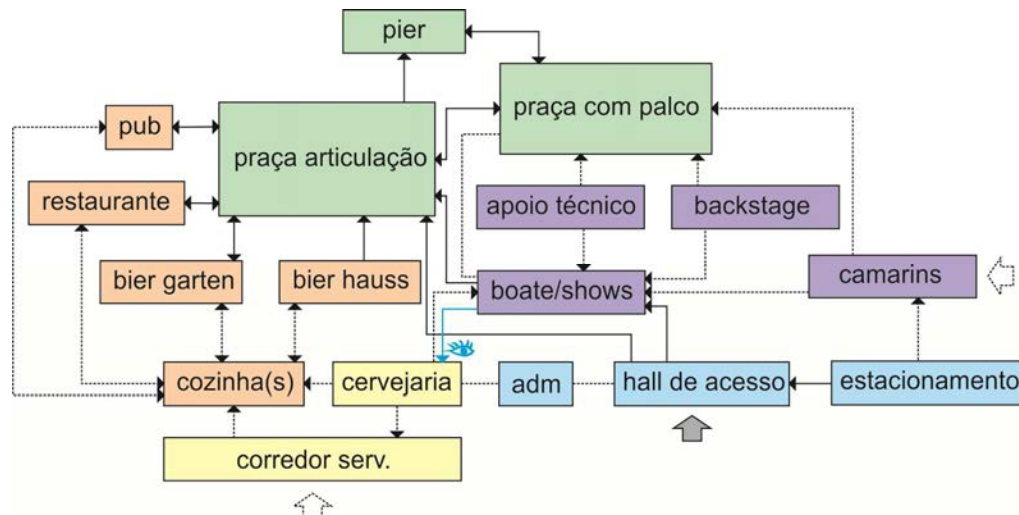 pier
praça com palco
pub
praça articulação
restaurante
apoio técnico
backstage
bier garten
bier hauss
boate/shows
camarins
cozinha(s)
cervejaria
adm
hall de acesso
estacionamento
corredor serv.